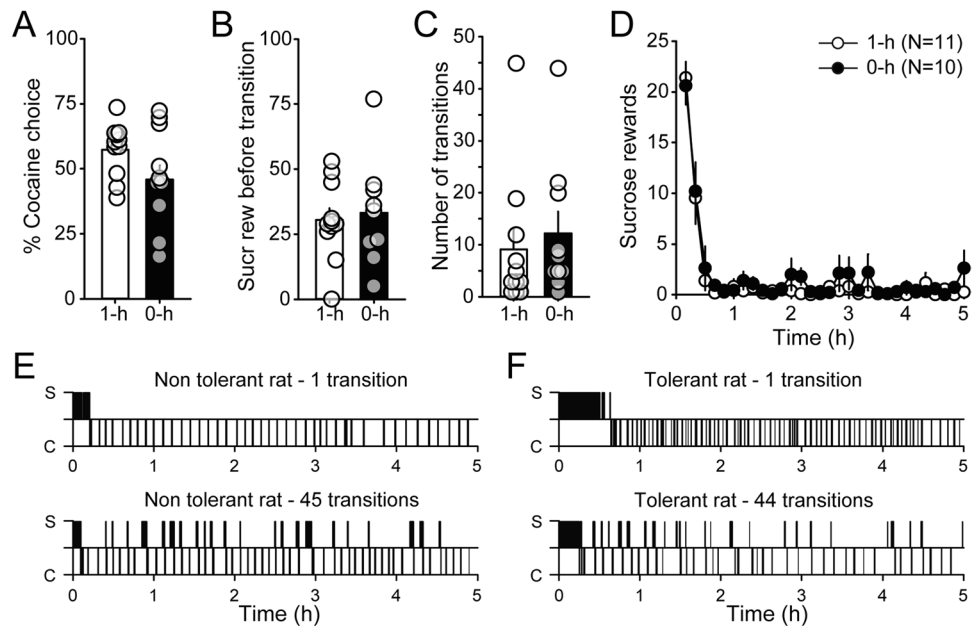 A
B
C
D
% Cocaine choice
100
75
50
25
0
1-h
0-h
Sucr rew before transition
100
75
50
25
0
1-h
0-h
Number of transitions
50
40
30
20
10
0
1-h
0-h
1-h (N=11)
0-h (N=10)
Sucrose rewards
25
20
15
10
5
0
0 1 2 3 4 5
Time (h)
E
Non tolerant rat - 1 transition
S
C
0 1 2 3 4 5
Non tolerant rat - 45 transitions
S
C
0 1 2 3 4 5
Time (h)
F
Tolerant rat - 1 transition
S
C
0 1 2 3 4 5
Tolerant rat - 44 transitions
S
C
0 1 2 3 4 5
Time (h)